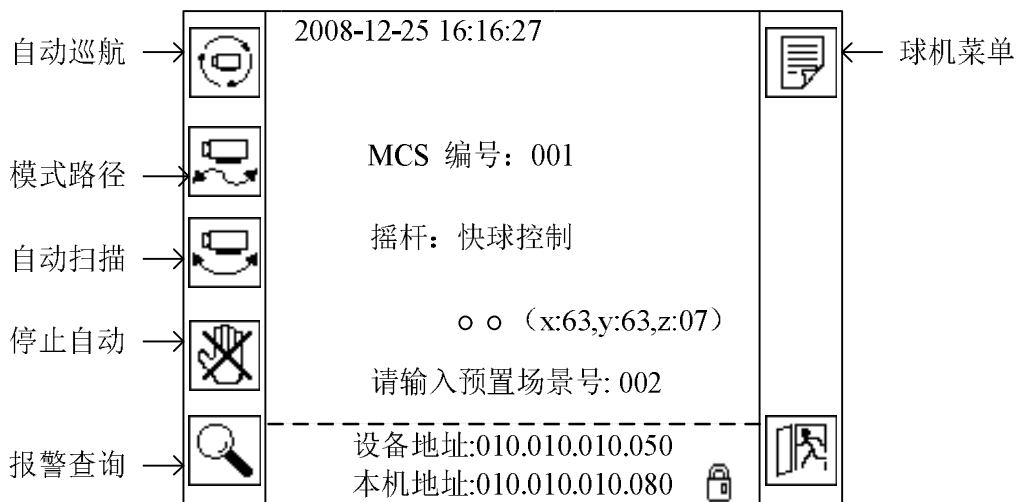 2008-12-25 16:16:27
自动巡航
球机菜单
MCS 编号：001
模式路径
摇杆：快球控制
自动扫描
（x:63,y:63,z:07）
停止自动
请输入预置场景号: 002
设备地址:010.010.010.050
报警查询
本机地址:010.010.010.080